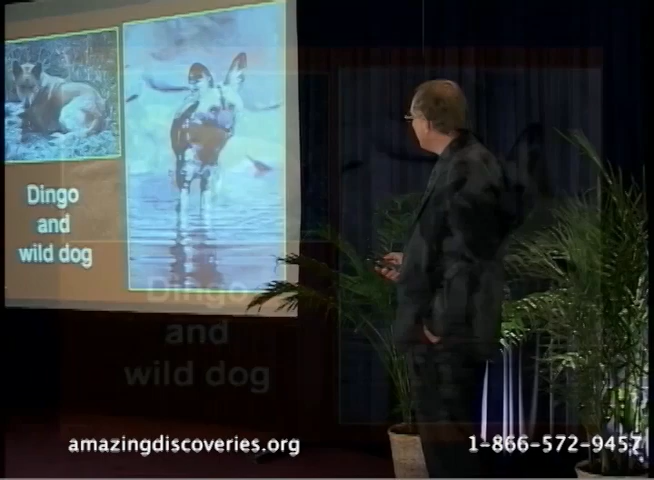 Dingo
and
wild dog
Dingo
and
wild dog
amazingdiscoveries.org
1-866-572-9457